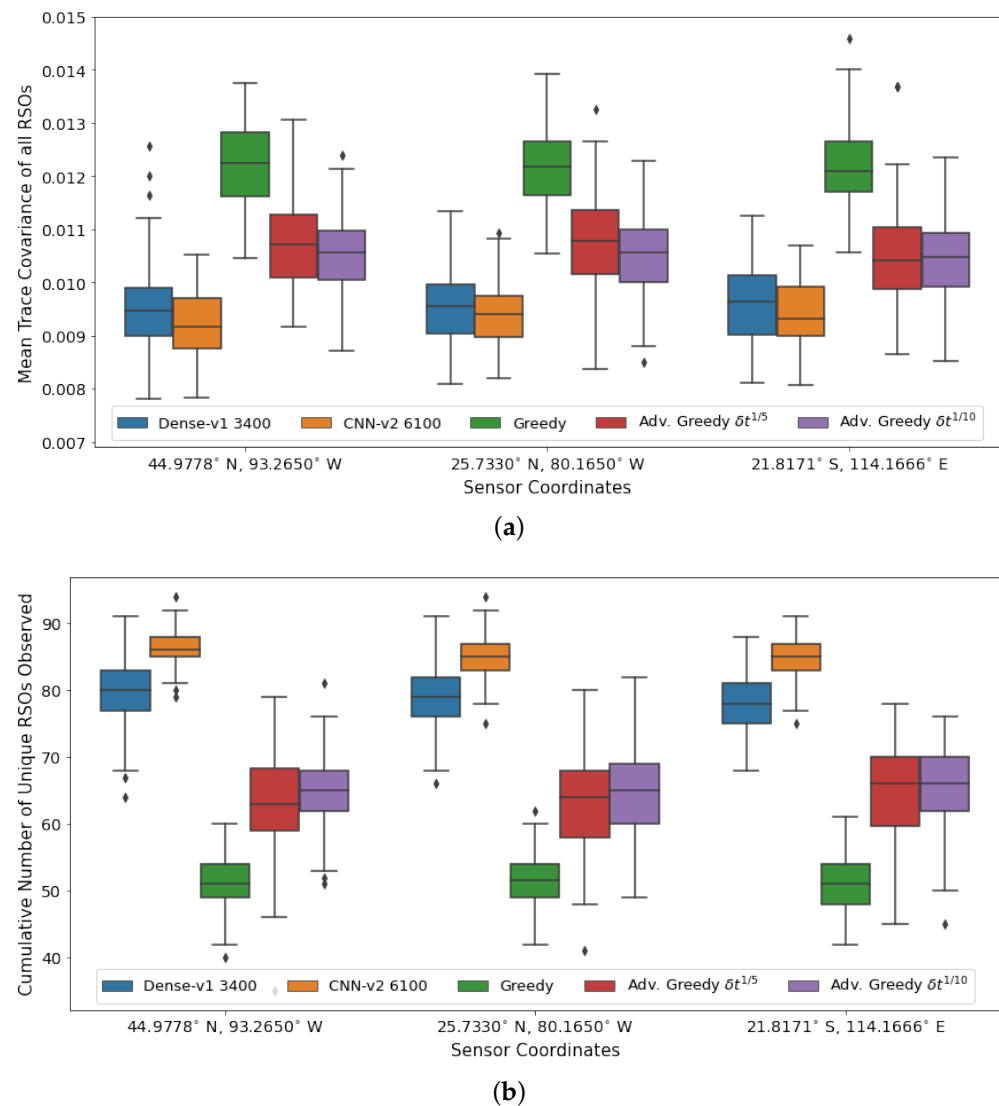 0.015
0.014
0.013
0.012
0.011
0.010
0.009
0.008
0.007
Mean Trace Covariance of all RSOs
Dense-v1 3400 CNN-v2 6100 Greedy Adv. Greedy δt^{1/5} Adv. Greedy δt^{1/10}
44.9778° N, 93.2650° W 25.7330° N, 80.1650° W 21.8171° S, 114.1666° E
Sensor Coordinates
(a)
90
80
70
60
50
40
Cumulative Number of Unique RSOs Observed
Dense-v1 3400 CNN-v2 6100 Greedy Adv. Greedy δt^{1/5} Adv. Greedy δt^{1/10}
44.9778° N, 93.2650° W 25.7330° N, 80.1650° W 21.8171° S, 114.1666° E
Sensor Coordinates
(b)